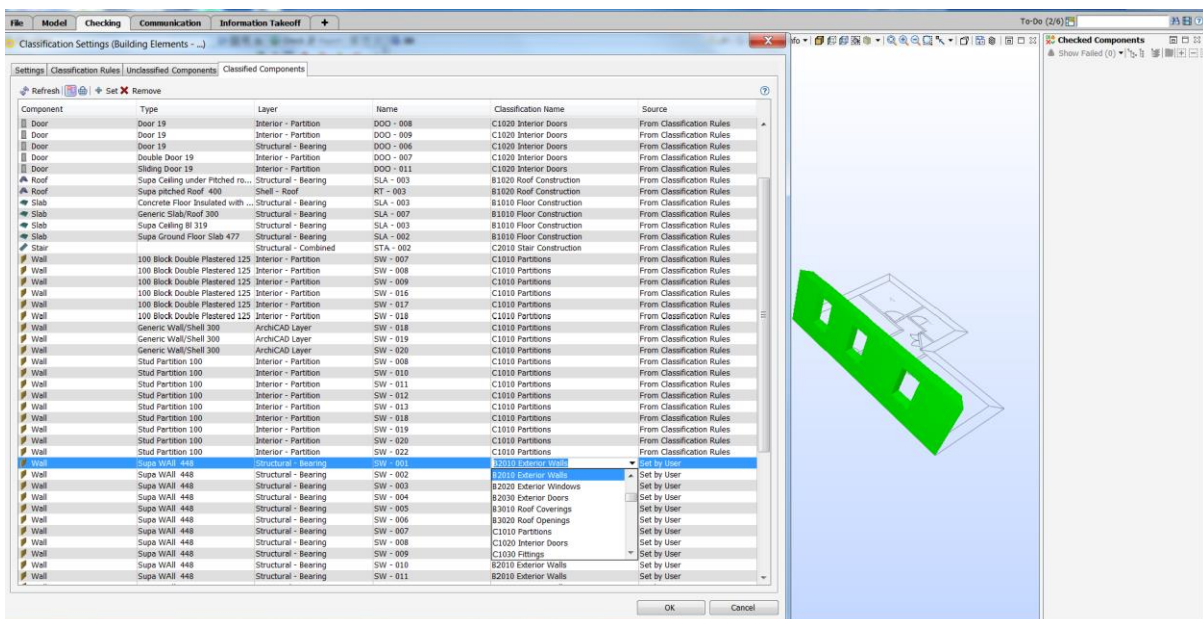 File Model Checking Communication Information Takeoff + To-Do (2/6)
Classification Settings (Building Elements - ...) Checked Components
Show Failed (0)
Settings Classification Rules Unclassified Components Classified Components
Refresh Set Remove
Component Type Layer Name Classification Name Source
Door Door 19 Interior - Partition DOO - 008 C1020 Interior Doors From Classification Rules
Door Door 19 Interior - Partition DOO - 009 C1020 Interior Doors From Classification Rules
Door Door 19 Structural - Bearing DOO - 006 C1020 Interior Doors From Classification Rules
Door Double Door 19 Interior - Partition DOO - 007 C1020 Interior Doors From Classification Rules
Door Sliding Door 19 Interior - Partition DOO - 011 C1020 Interior Doors From Classification Rules
Roof Supa Ceiling under Pitched ro... Structural - Bearing SLA - 003 B1020 Roof Construction From Classification Rules
Roof Supa pitched Roof 400 Shell - Roof RT - 003 B1020 Roof Construction From Classification Rules
Slab Concrete Floor Insulated with ... Structural - Bearing SLA - 003 B1010 Floor Construction From Classification Rules
Slab Generic Slab/Roof 300 Structural - Bearing SLA - 007 B1010 Floor Construction From Classification Rules
Slab Supa Ceiling Bl 319 Structural - Bearing SLA - 003 B1010 Floor Construction From Classification Rules
Slab Supa Ground Floor Slab 477 Structural - Bearing SLA - 002 B1010 Floor Construction From Classification Rules
Stair Structural - Combined STA - 002 C2010 Stair Construction From Classification Rules
Wall 100 Block Double Plastered 125 Interior - Partition SW - 007 C1010 Partitions From Classification Rules
Wall 100 Block Double Plastered 125 Interior - Partition SW - 008 C1010 Partitions From Classification Rules
Wall 100 Block Double Plastered 125 Interior - Partition SW - 009 C1010 Partitions From Classification Rules
Wall 100 Block Double Plastered 125 Interior - Partition SW - 016 C1010 Partitions From Classification Rules
Wall 100 Block Double Plastered 125 Interior - Partition SW - 017 C1010 Partitions From Classification Rules
Wall 100 Block Double Plastered 125 Interior - Partition SW - 018 C1010 Partitions From Classification Rules
Wall Generic Wall/Shell 300 ArchiCAD Layer SW - 018 C1010 Partitions From Classification Rules
Wall Generic Wall/Shell 300 ArchiCAD Layer SW - 019 C1010 Partitions From Classification Rules
Wall Generic Wall/Shell 300 ArchiCAD Layer SW - 020 C1010 Partitions From Classification Rules
Wall Stud Partition 100 Interior - Partition SW - 008 C1010 Partitions From Classification Rules
Wall Stud Partition 100 Interior - Partition SW - 010 C1010 Partitions From Classification Rules
Wall Stud Partition 100 Interior - Partition SW - 011 C1010 Partitions From Classification Rules
Wall Stud Partition 100 Interior - Partition SW - 012 C1010 Partitions From Classification Rules
Wall Stud Partition 100 Interior - Partition SW - 013 C1010 Partitions From Classification Rules
Wall Stud Partition 100 Interior - Partition SW - 018 C1010 Partitions From Classification Rules
Wall Stud Partition 100 Interior - Partition SW - 019 C1010 Partitions From Classification Rules
Wall Stud Partition 100 Interior - Partition SW - 020 C1010 Partitions From Classification Rules
Wall Stud Partition 100 Interior - Partition SW - 022 C1010 Partitions From Classification Rules
Wall Supa WAll 448 Structural - Bearing SW - 001 B2010 Exterior Walls Set by User
Wall Supa WAll 448 Structural - Bearing SW - 002 B2010 Exterior Walls Set by User
Wall Supa WAll 448 Structural - Bearing SW - 003 B2020 Exterior Windows Set by User
Wall Supa WAll 448 Structural - Bearing SW - 004 B2030 Exterior Doors Set by User
Wall Supa WAll 448 Structural - Bearing SW - 005 B3010 Roof Coverings Set by User
Wall Supa WAll 448 Structural - Bearing SW - 006 B3020 Roof Openings Set by User
Wall Supa WAll 448 Structural - Bearing SW - 007 C1010 Partitions Set by User
Wall Supa WAll 448 Structural - Bearing SW - 008 C1020 Interior Doors Set by User
Wall Supa WAll 448 Structural - Bearing SW - 009 C1030 Fittings Set by User
Wall Supa WAll 448 Structural - Bearing SW - 010 B2010 Exterior Walls Set by User
Wall Supa WAll 448 Structural - Bearing SW - 011 B2010 Exterior Walls Set by User
OK Cancel